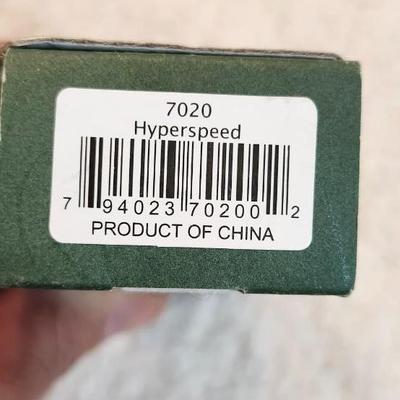 7020
Hyperspeed
7 94023 70200 2
PRODUCT OF CHINA